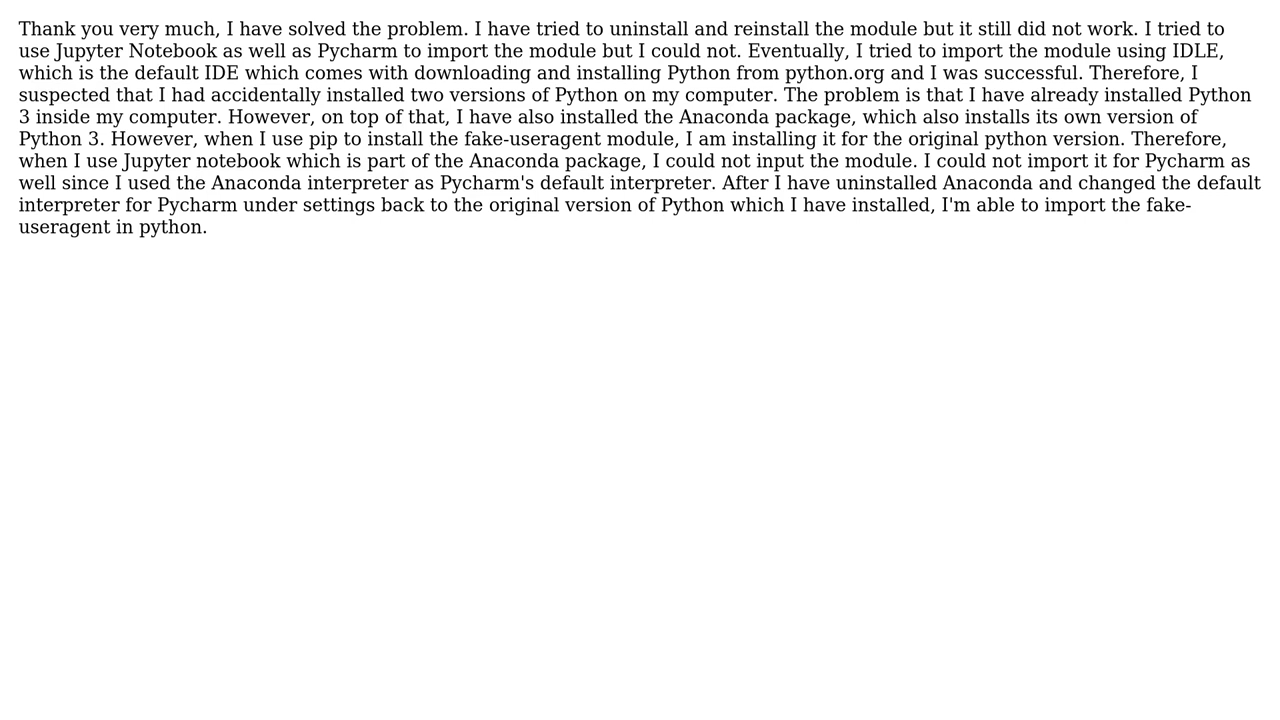 Thank you very much, I have solved the problem. I have tried to uninstall and reinstall the module but it still did not work. I tried to
use Jupyter Notebook as well as Pycharm to import the module but I could not. Eventually, I tried to import the module using IDLE,
which is the default IDE which comes with downloading and installing Python from python.org and I was successful. Therefore, I
suspected that I had accidentally installed two versions of Python on my computer. The problem is that I have already installed Python
3 inside my computer. However, on top of that, I have also installed the Anaconda package, which also installs its own version of
Python 3. However, when I use pip to install the fake-useragent module, I am installing it for the original python version. Therefore,
when I use Jupyter notebook which is part of the Anaconda package, I could not input the module. I could not import it for Pycharm as
well since I used the Anaconda interpreter as Pycharm's default interpreter. After I have uninstalled Anaconda and changed the default
interpreter for Pycharm under settings back to the original version of Python which I have installed, I'm able to import the fake-
useragent in python.